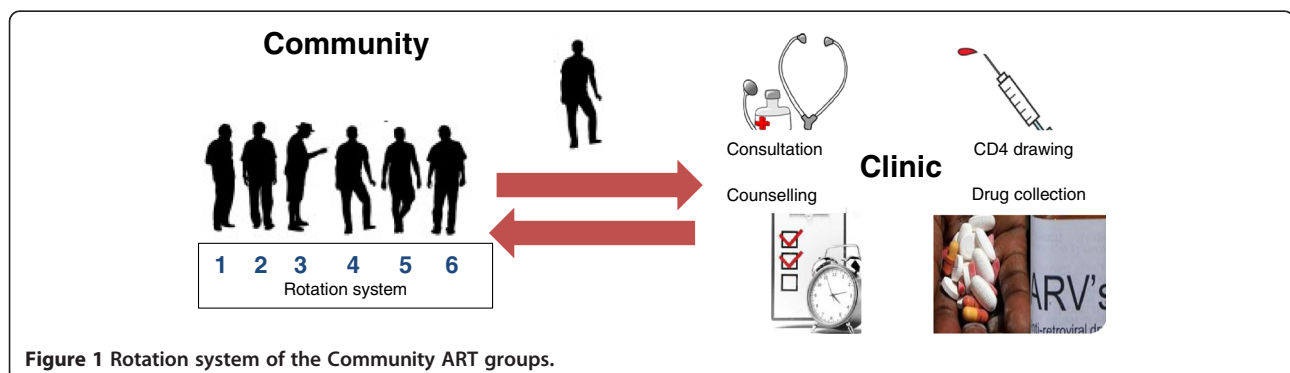 Community
1 2 3 4 5 6
Rotation system
Consultation
CD4 drawing
Clinic
Counselling
Drug collection
ARV's
Figure 1 Rotation system of the Community ART groups.